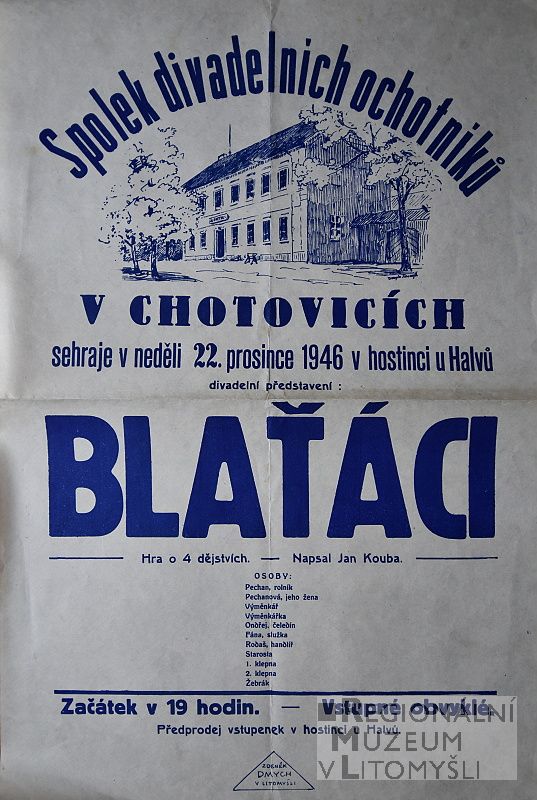 Spolek divadelních ochotníků
V CHOTOVICÍCH
sehraje v neděli 22. prosince 1946 v hostinci u Halvů
divadelní představení :
BLAŤÁCI
Hra o 4 dějstvích. — Napsal Jan Kouba.
OSOBY:
Pechan, rolník
Pechanová, jeho žena
Výměnkář
Výměnkářka
Ondřej, čeledín
Fána, služka
Rodaš, handlíř
Starosta
1. klepna
2. klepna
Žebrák
Začátek v 19 hodin. — Vstupné obvyklé.
Předprodej vstupenek v hostinci u Halvů.
ZDENĚK
DMYCH
V LITOMYŠLI
REGIONÁLNÍ
MUZEUM
V LITOMYŠLI